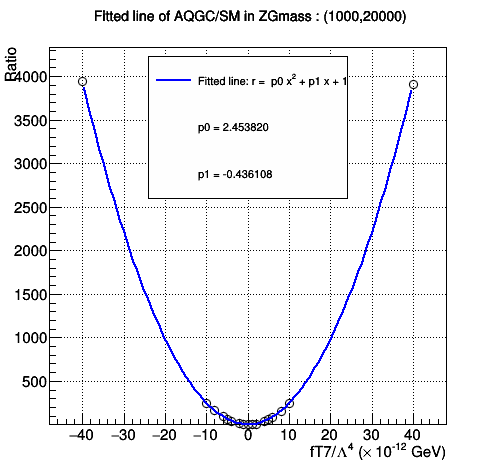 FItted line of AQGC/SM in ZGmass : (1000,20000)
Ratio
4000
3500
3000
2500
2000
1500
1000
500
Fitted line: r = p0 x² + p1 x + 1
p0 = 2.453820
p1 = -0.436108
−40 −30 −20 −10 0 10 20 30 40
fT7/Λ⁴ (× 10⁻¹² GeV)